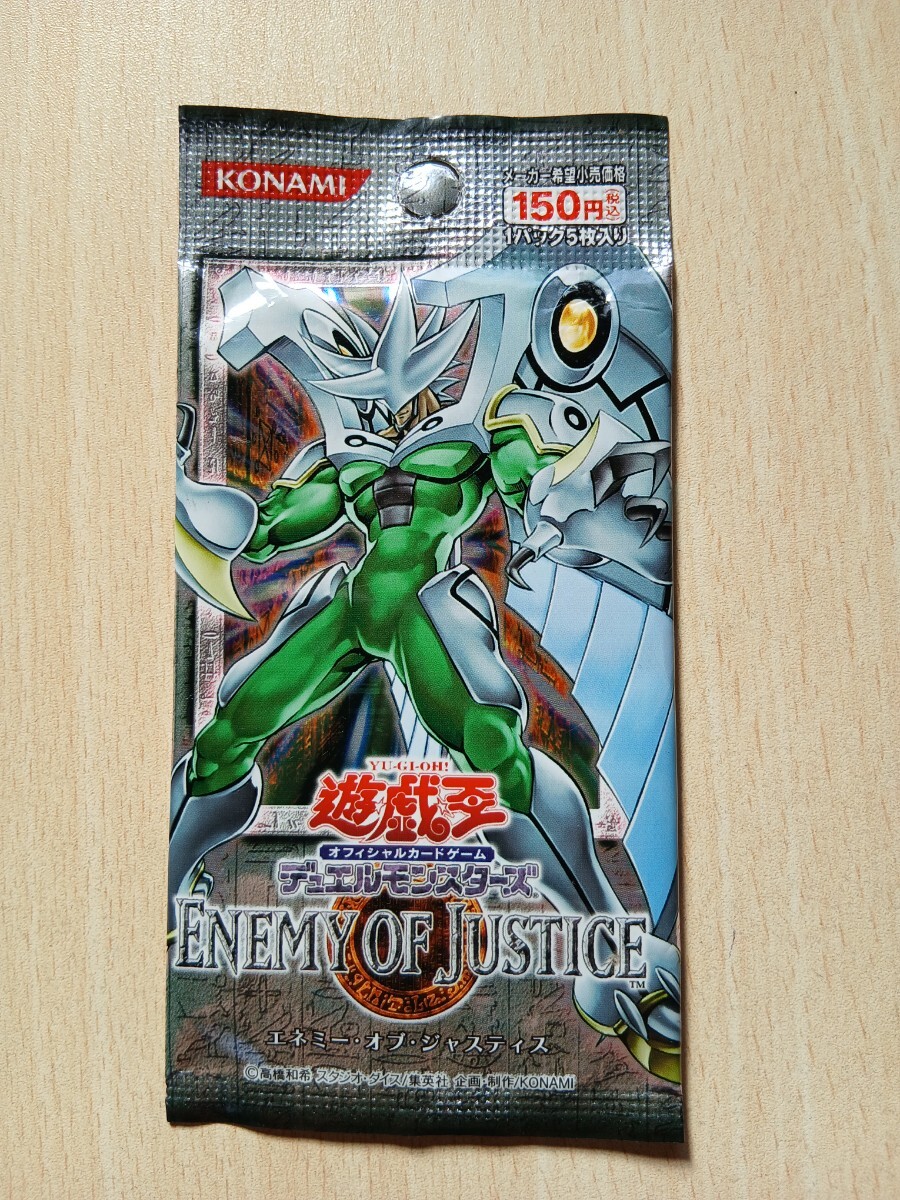 KONAMI
メーカー希望小売価格
150円(税込)
1パック5枚入り
YU-GI-OH!
遊戯王
オフィシャルカードゲーム
デュエルモンスターズ
ENEMY OF JUSTICE™
エネミー・オブ・ジャスティス
©高橋和希 スタジオ・ダイス/集英社 企画・制作/KONAMI